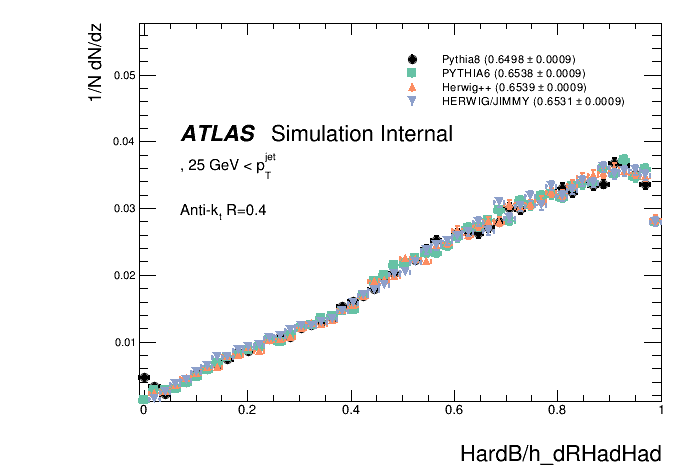 1/N dN/dz
Pythia8 (0.6498 ± 0.0009)
PYTHIA6 (0.6538 ± 0.0009)
Herwig++ (0.6539 ± 0.0009)
HERWIG/JIMMY (0.6531 ± 0.0009)
ATLAS Simulation Internal
, 25 GeV < p_T^jet
Anti-k_t R=0.4
0.05
0.04
0.03
0.02
0.01
0 0.2 0.4 0.6 0.8 1
HardB/h_dRHadHad